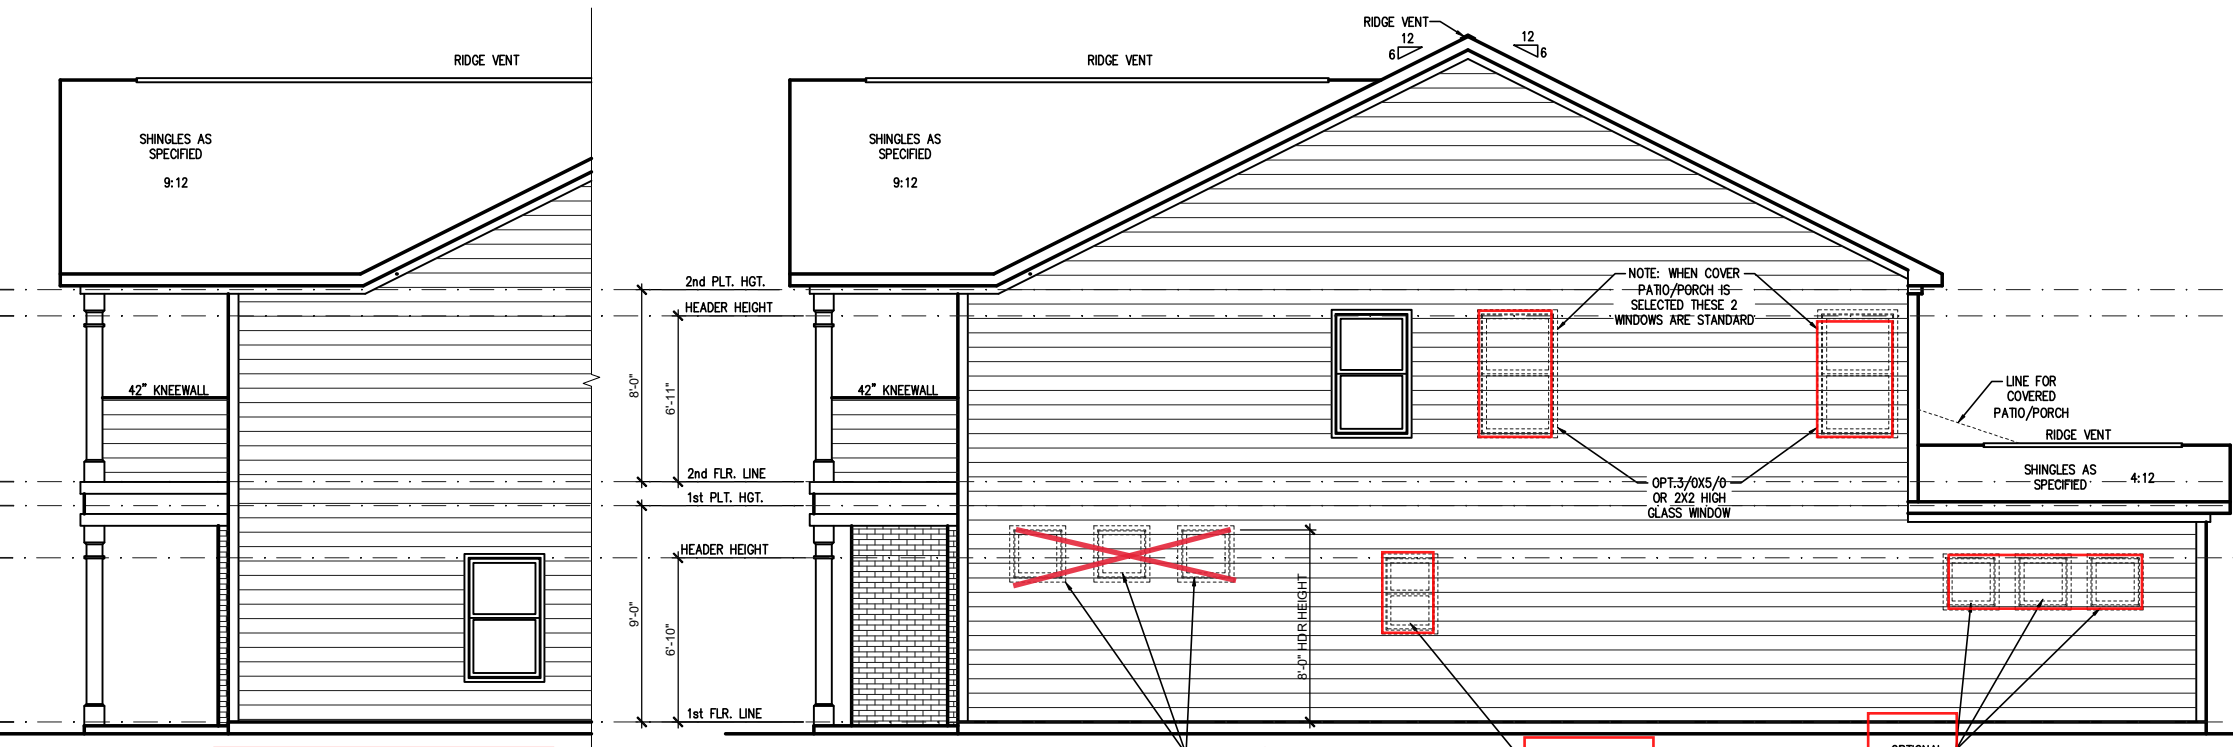 RIDGE VENT
SHINGLES AS
SPECIFIED
9:12
42" KNEEWALL
2nd PLT. HGT.
HEADER HEIGHT
8'-0"
6'-11"
2nd FLR. LINE
1st PLT. HGT.
HEADER HEIGHT
9'-0"
6'-10"
1st FLR. LINE
RIDGE VENT
12
6
12
6
RIDGE VENT
SHINGLES AS
SPECIFIED
9:12
42" KNEEWALL
NOTE: WHEN COVER
PATIO/PORCH IS
SELECTED THESE 2
WINDOWS ARE STANDARD
OPT.3/0X5/0
OR 2X2 HIGH
GLASS WINDOW
LINE FOR
COVERED
PATIO/PORCH
RIDGE VENT
SHINGLES AS
SPECIFIED
4:12
8'-0" HDR HEIGHT
OPTIONAL